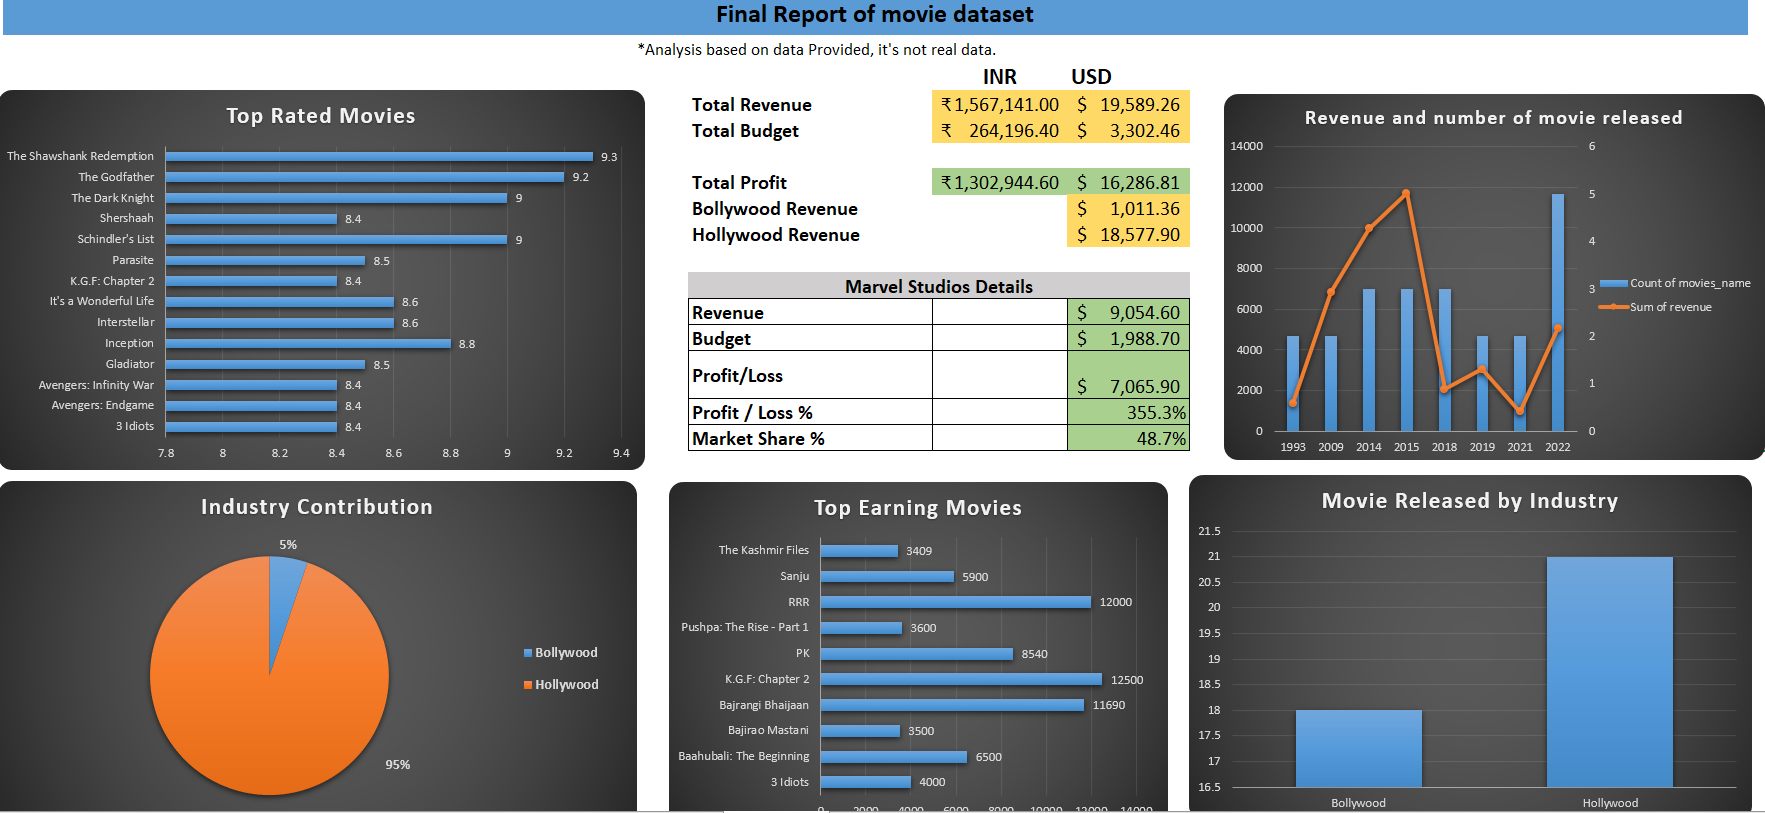 Final Report of movie dataset
*Analysis based on data Provided, it's not real data.
INR USD
Total Revenue ₹1,567,141.00 $ 19,589.26
Total Budget ₹ 264,196.40 $ 3,302.46
Total Profit ₹1,302,944.60 $ 16,286.81
Bollywood Revenue $ 1,011.36
Hollywood Revenue $ 18,577.90
Marvel Studios Details
Revenue $ 9,054.60
Budget $ 1,988.70
Profit/Loss $ 7,065.90
Profit / Loss % 355.3%
Market Share % 48.7%
Top Rated Movies
The Shawshank Redemption 9.3
The Godfather 9.2
The Dark Knight 9
Shershaah 8.4
Schindler's List 9
Parasite 8.5
K.G.F: Chapter 2 8.4
It's a Wonderful Life 8.6
Interstellar 8.6
Inception 8.8
Gladiator 8.5
Avengers: Infinity War 8.4
Avengers: Endgame 8.4
3 Idiots 8.4
7.8 8 8.2 8.4 8.6 8.8 9 9.2 9.4
Revenue and number of movie released
14000 6
12000 5
10000 4
8000
6000 3
4000 2
2000 1
0 0
1993 2009 2014 2015 2018 2019 2021 2022
Count of movies_name
Sum of revenue
Industry Contribution
5%
95%
Bollywood
Hollywood
Top Earning Movies
The Kashmir Files 3409
Sanju 5900
RRR 12000
Pushpa: The Rise - Part 1 3600
PK 8540
K.G.F: Chapter 2 12500
Bajrangi Bhaijaan 11690
Bajirao Mastani 3500
Baahubali: The Beginning 6500
3 Idiots 4000
0 2000 4000 6000 8000 10000 12000 14000
Movie Released by Industry
21.5
21
20.5
20
19.5
19
18.5
18
17.5
17
16.5
Bollywood Hollywood